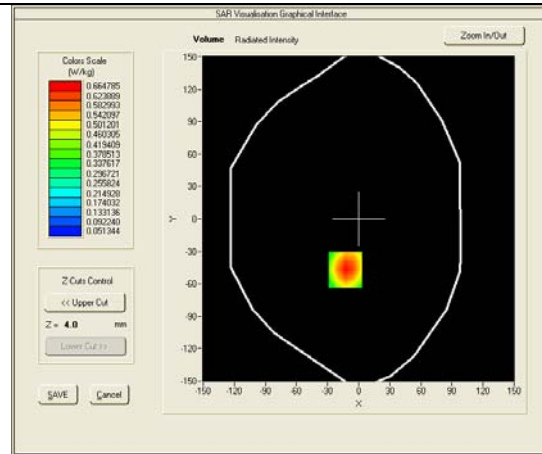 SAR Visualisation Graphical Interface
Volume Radiated Intensity
Zoom In/Out
Colors Scale
(W/kg)
0.664785
0.623889
0.582993
0.542097
0.501201
0.460305
0.419409
0.378513
0.337617
0.296721
0.255824
0.214928
0.174032
0.133136
0.092240
0.051344
Z Cuts Control
<< Upper Cut
Z = 4.0 mm
Lower Cut >>
SAVE Cancel
150
120
90
60
30
0
-30
-60
-90
-120
-150
Y
-150 -120 -90 -60 -30 0 30 60 90 120 150
X